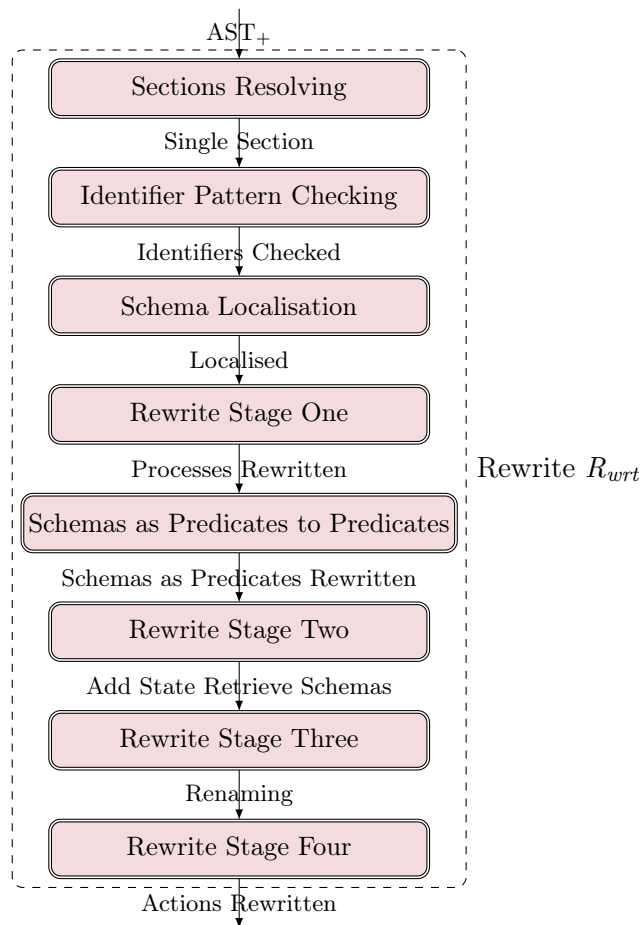 AST₊
Sections Resolving
Single Section
Identifier Pattern Checking
Identifiers Checked
Schema Localisation
Localised
Rewrite Stage One
Processes Rewritten
Rewrite R_wrt
Schemas as Predicates to Predicates
Schemas as Predicates Rewritten
Rewrite Stage Two
Add State Retrieve Schemas
Rewrite Stage Three
Renaming
Rewrite Stage Four
Actions Rewritten